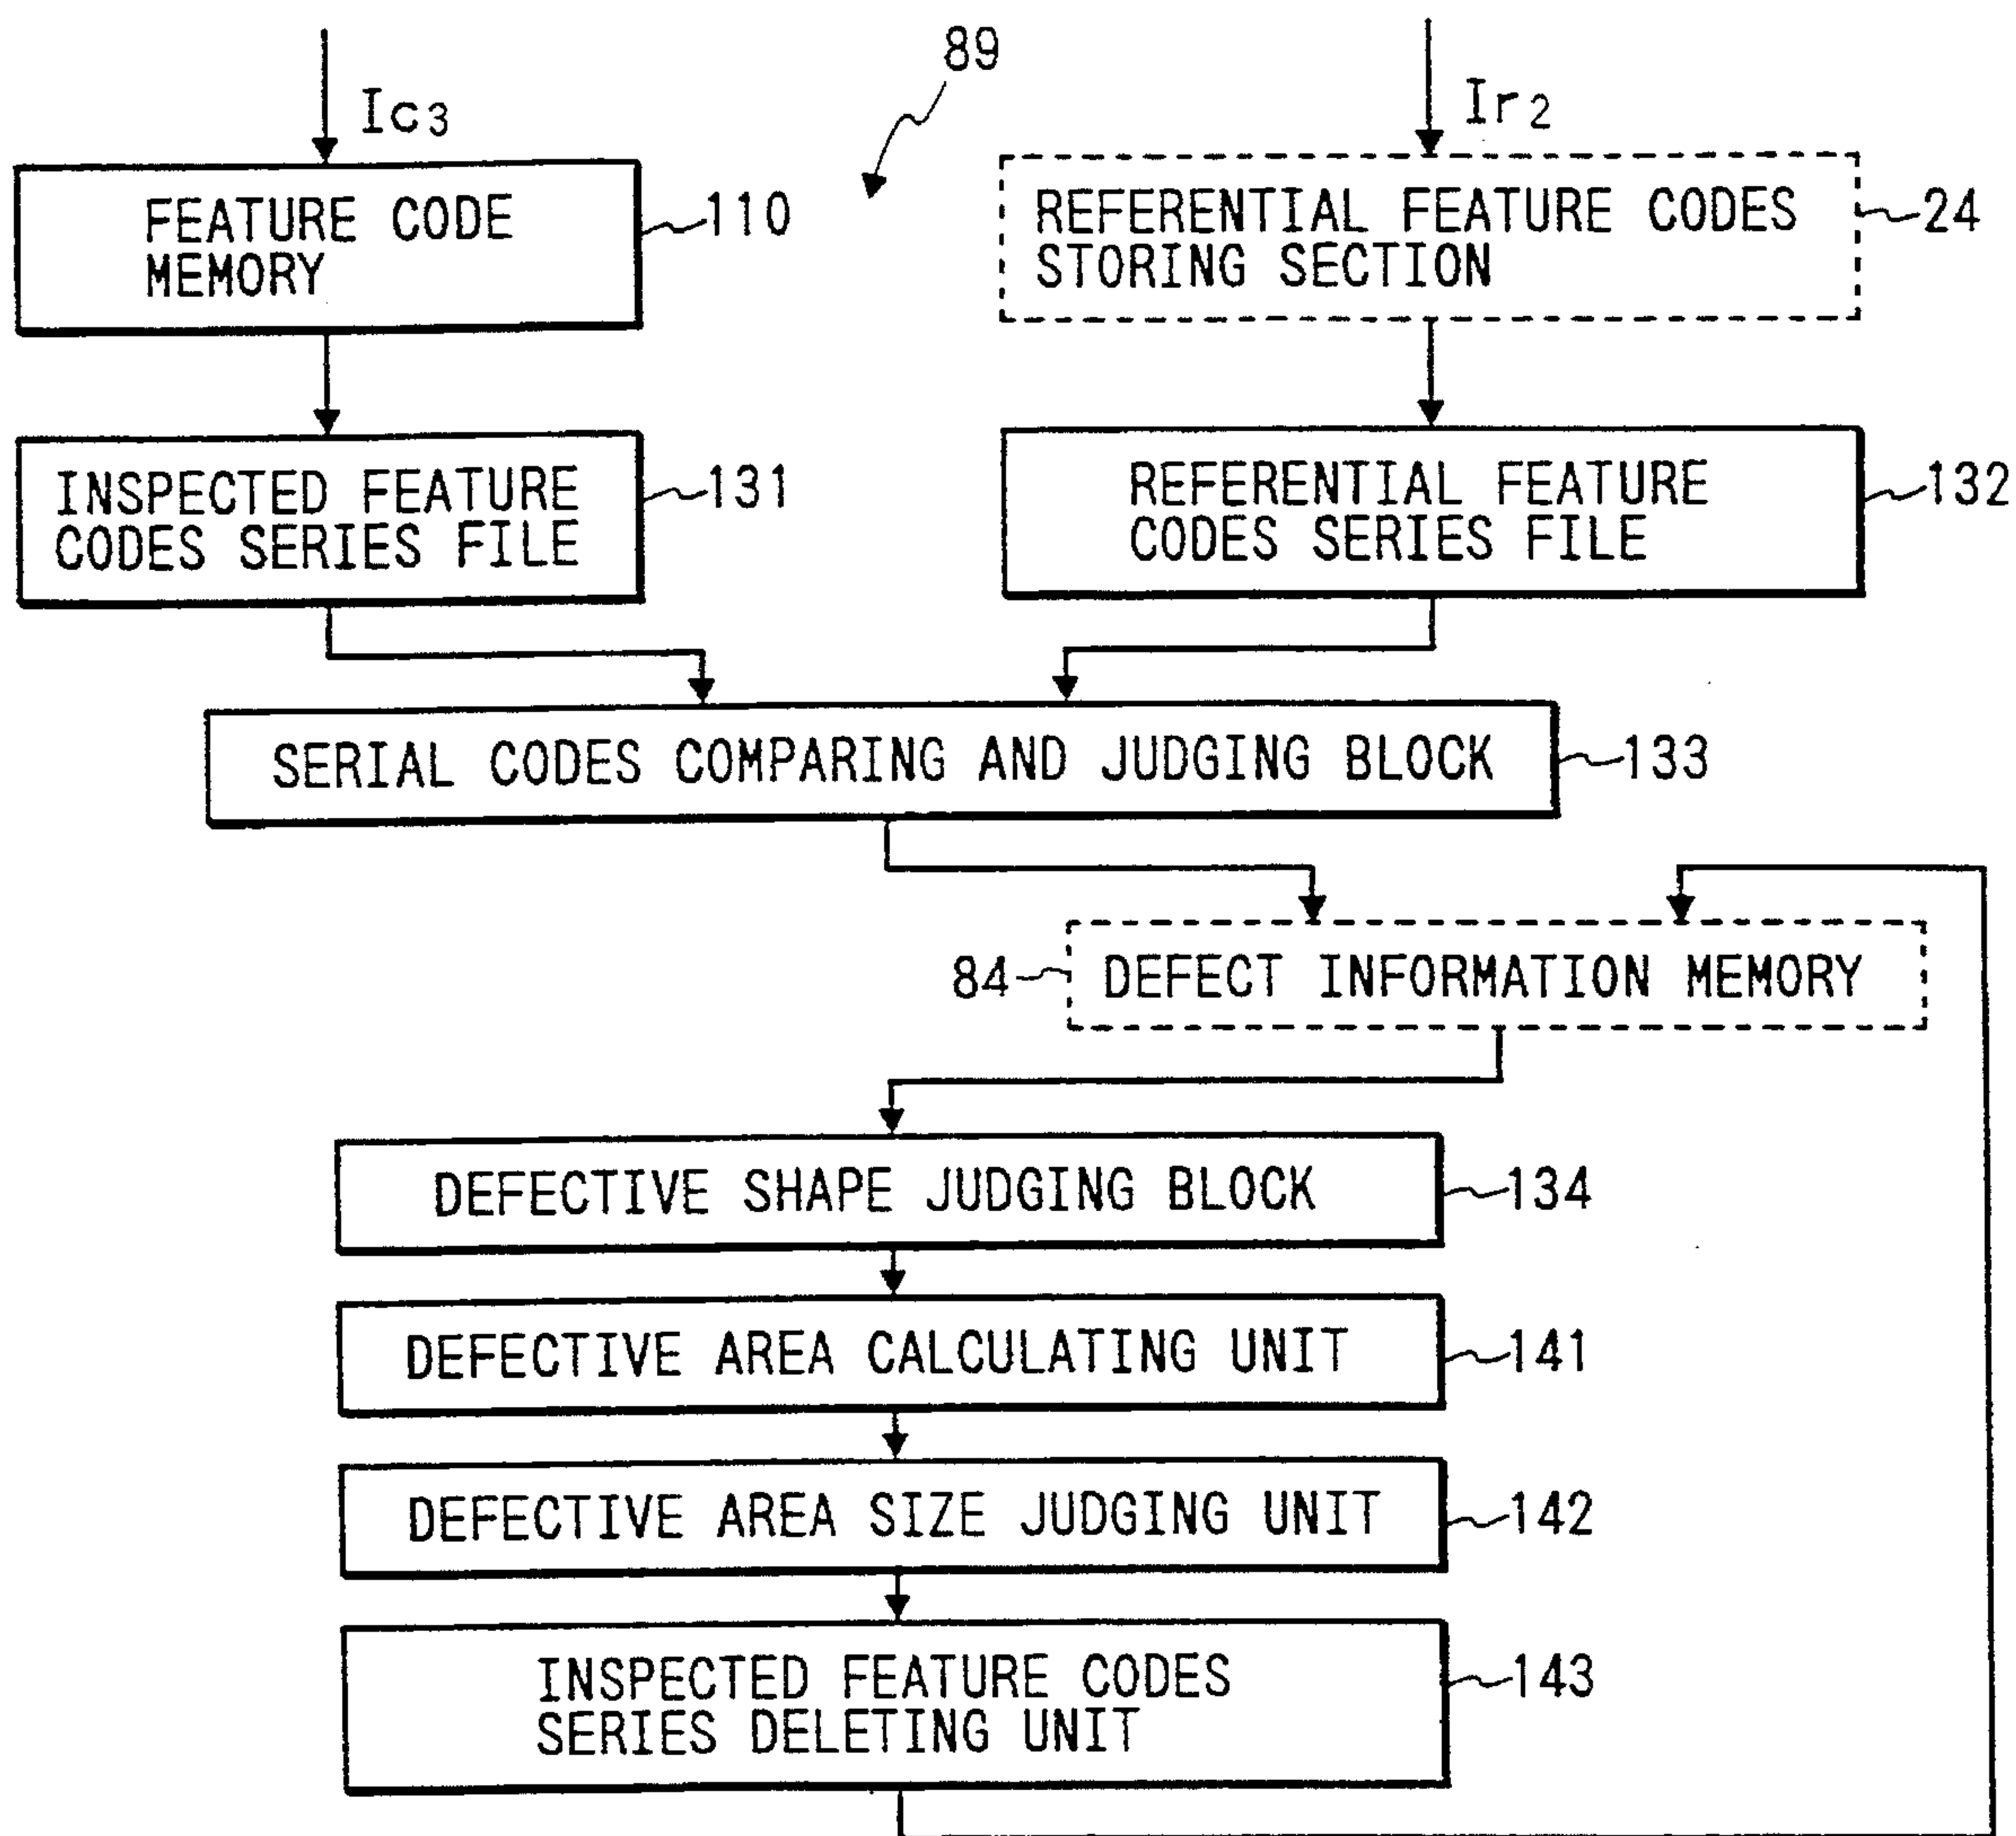 89
Ic3
Ir2
FEATURE CODE
MEMORY
110
REFERENTIAL FEATURE CODES
STORING SECTION
24
INSPECTED FEATURE
CODES SERIES FILE
131
REFERENTIAL FEATURE
CODES SERIES FILE
132
SERIAL CODES COMPARING AND JUDGING BLOCK
133
84
DEFECT INFORMATION MEMORY
DEFECTIVE SHAPE JUDGING BLOCK
134
DEFECTIVE AREA CALCULATING UNIT
141
DEFECTIVE AREA SIZE JUDGING UNIT
142
INSPECTED FEATURE CODES
SERIES DELETING UNIT
143